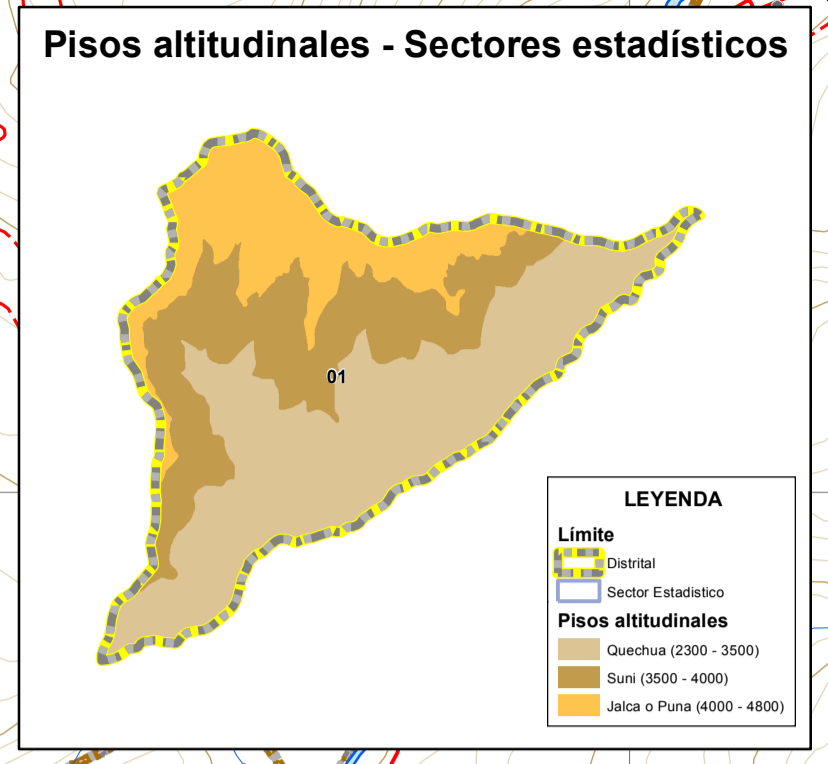 Pisos altitudinales - Sectores estadísticos
01
LEYENDA
Límite
Distrital
Sector Estadistico
Pisos altitudinales
Quechua (2300 - 3500)
Suni (3500 - 4000)
Jalca o Puna (4000 - 4800)